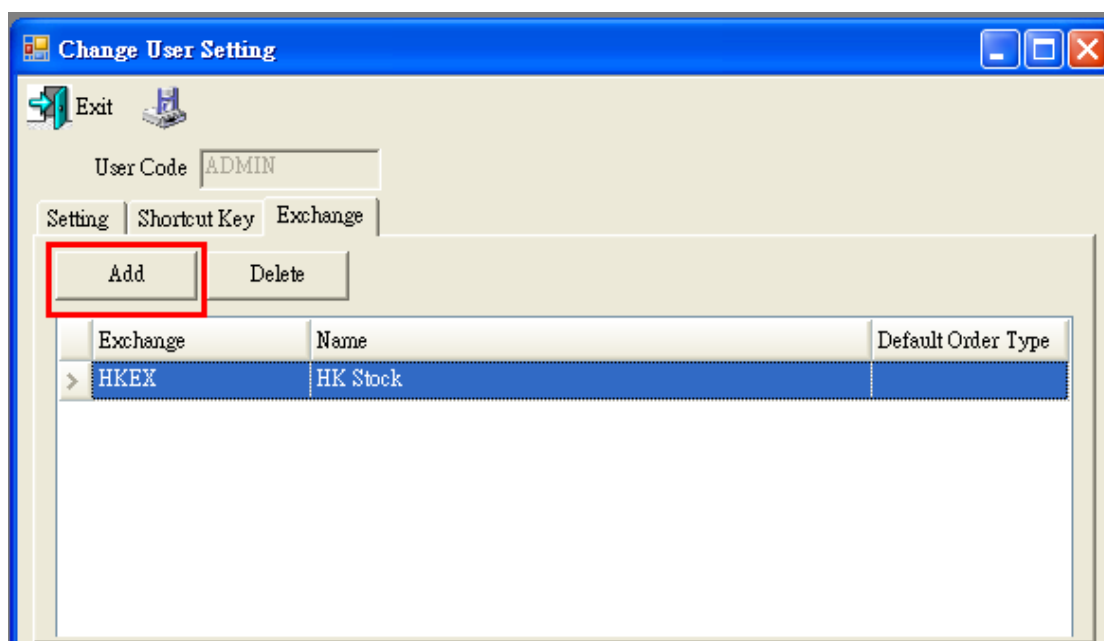 Change User Setting
Exit
User Code ADMIN
Setting Shortcut Key Exchange
Add Delete
Exchange Name Default Order Type
HKEX HK Stock